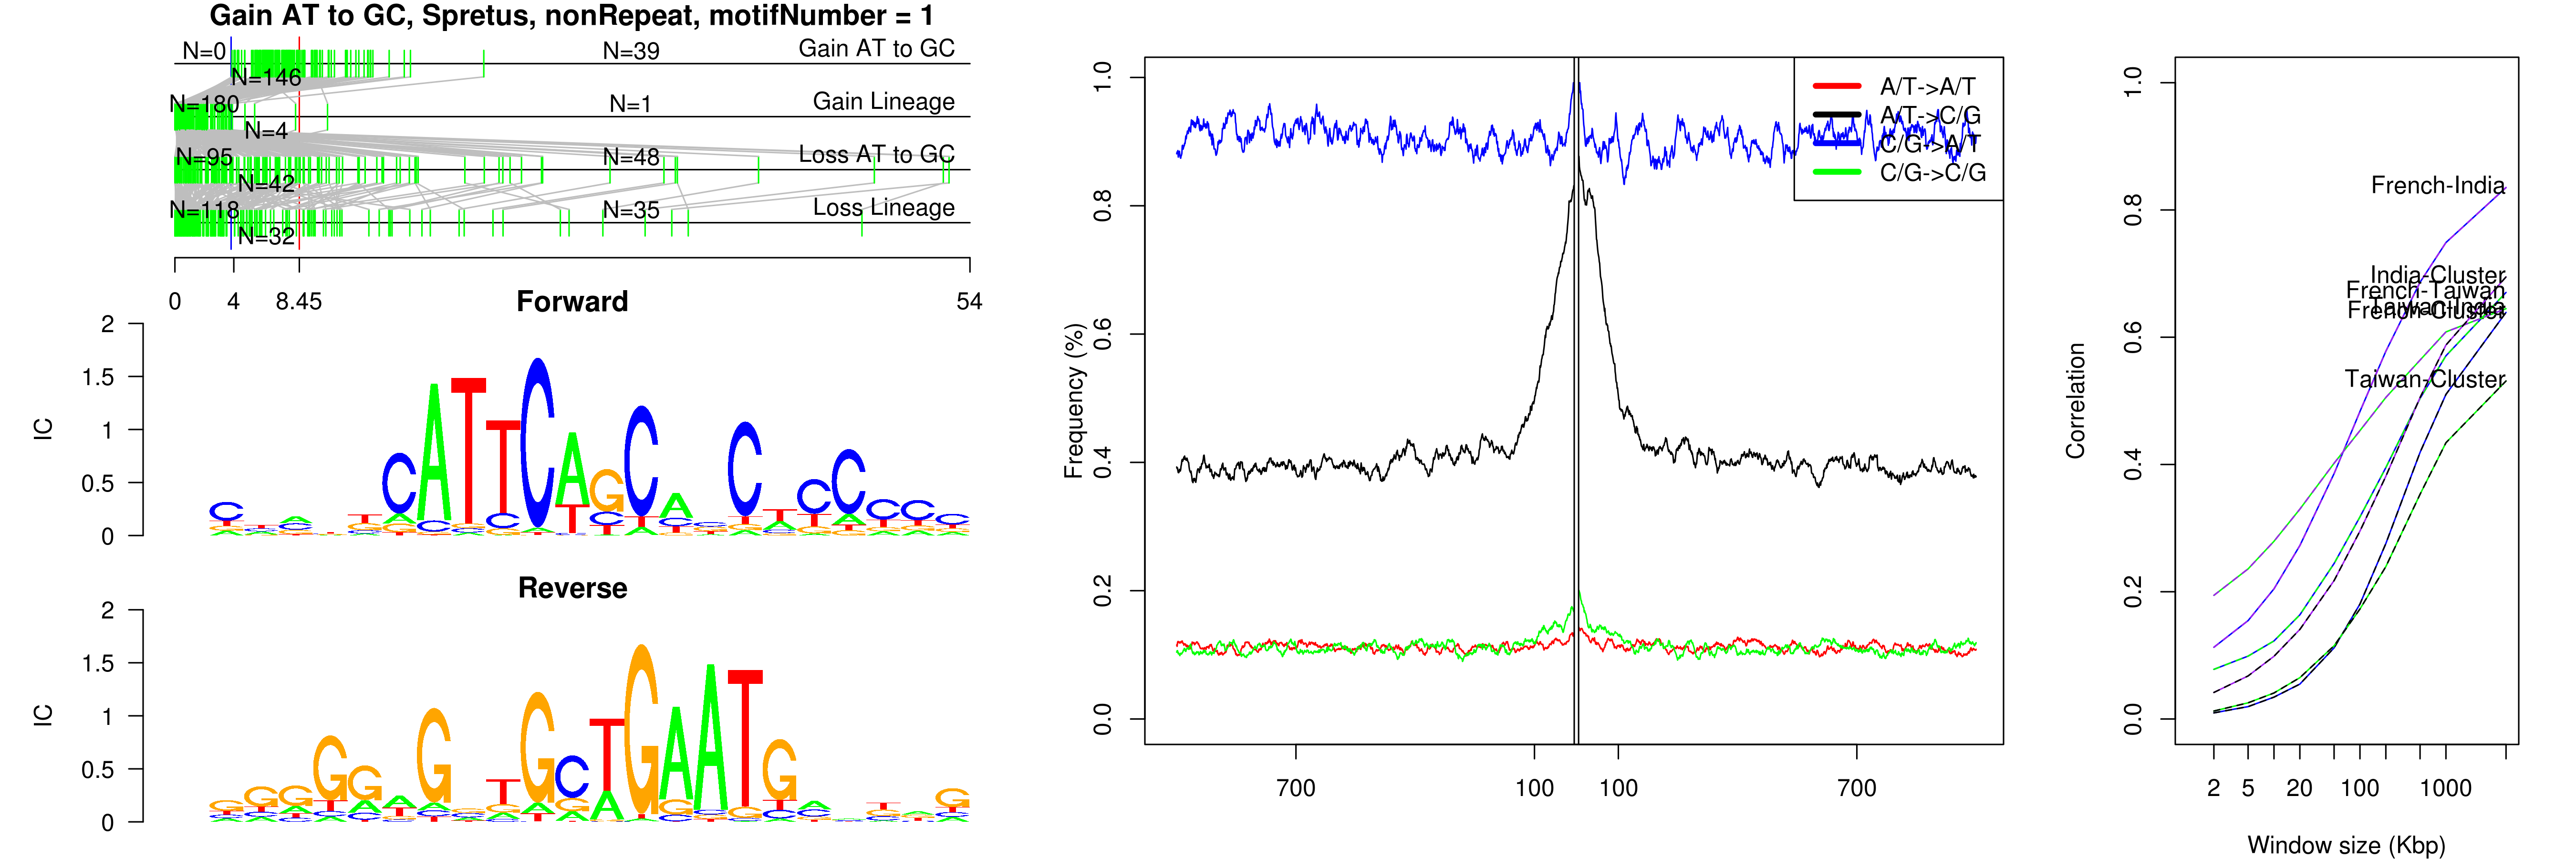 Gain AT to GC, Spretus, nonRepeat, motifNumber = 1
N=0 N=39 Gain AT to GC
N=146
N=180 N=1 Gain Lineage
N=4
N=95 N=48 Loss AT to GC
N=42
N=118 N=35 Loss Lineage
N=32
0 4 8.45 54
Forward
IC
2
1.5
1
0.5
0
Reverse
IC
2
1.5
1
0.5
0
Frequency (%)
1.0
0.8
0.6
0.4
0.2
0.0
A/T->A/T
A/T->C/G
C/G->A/T
C/G->C/G
700 100 100 700
Correlation
1.0
0.8
0.6
0.4
0.2
0.0
French-India
India-Cluster
French-Taiwan
Taiwan-India
French-Cluster
Taiwan-Cluster
2 5 20 100 1000
Window size (Kbp)